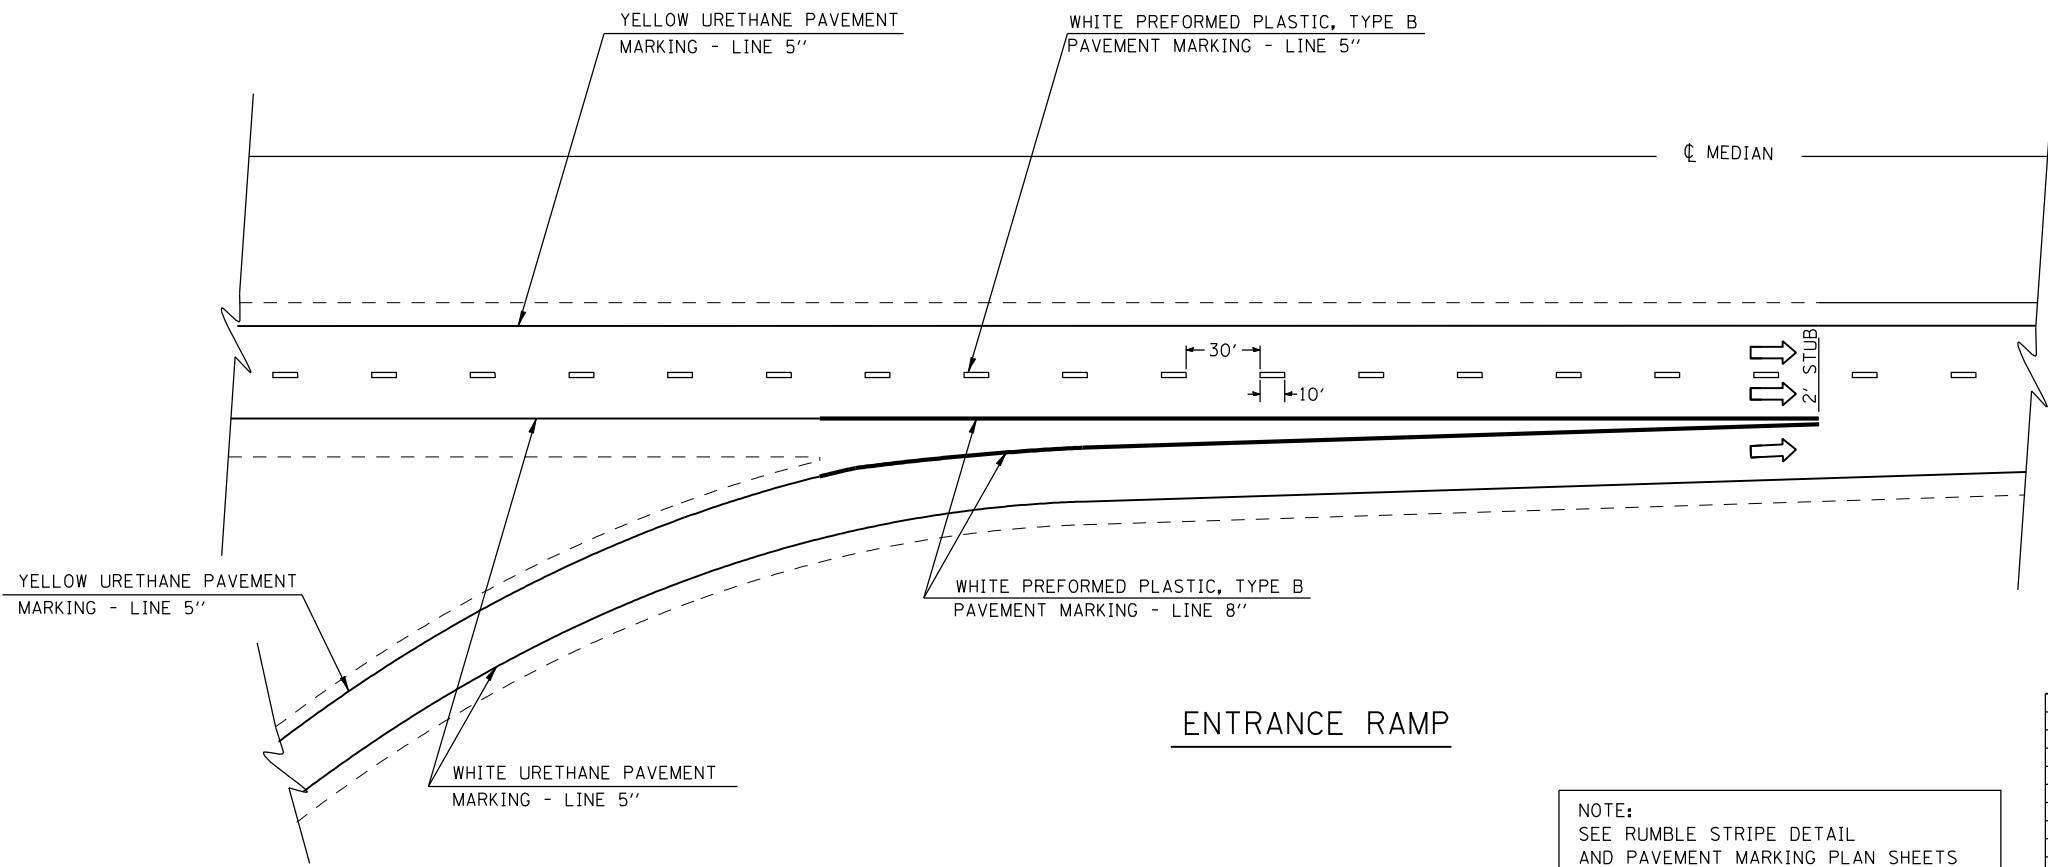 YELLOW URETHANE PAVEMENT
MARKING - LINE 5''
WHITE PREFORMED PLASTIC, TYPE B
PAVEMENT MARKING - LINE 5''
℄ MEDIAN
30'
10'
2' STUB
YELLOW URETHANE PAVEMENT
MARKING - LINE 5''
WHITE PREFORMED PLASTIC, TYPE B
PAVEMENT MARKING - LINE 8''
ENTRANCE RAMP
WHITE URETHANE PAVEMENT
MARKING - LINE 5''
NOTE:
SEE RUMBLE STRIPE DETAIL
AND PAVEMENT MARKING PLAN SHEETS